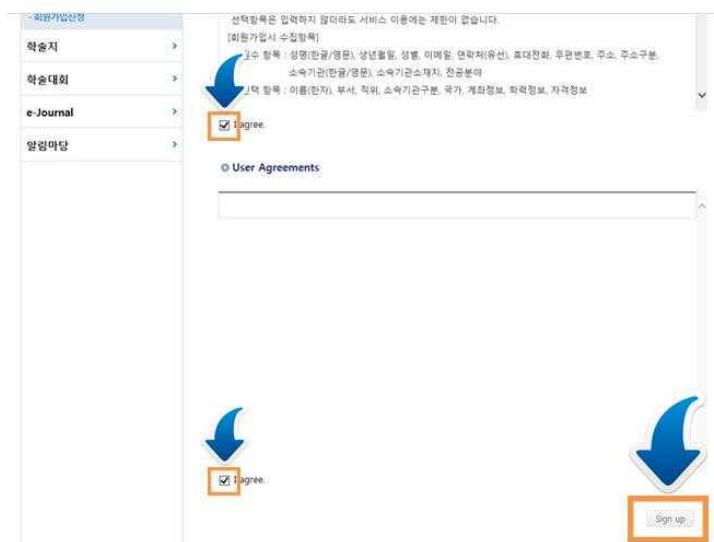 - 회원가입신청
학술지
학술대회
e-Journal
알림마당
선택항목은 입력하지 않더라도 서비스 이용에는 제한이 없습니다.
[회원가입시 수집항목]
수 항목 : 성명(한글/영문), 생년월일, 성별, 이메일, 연락처(유선), 휴대전화, 우편번호, 주소, 주소구분,
소속기관(한글/영문), 소속기관소재지, 전공분야
택 항목 : 이름(한자), 부서, 직위, 소속기관구분, 국가, 계좌정보, 학력정보, 자격정보
I agree.
User Agreements
I agree.
Sign up